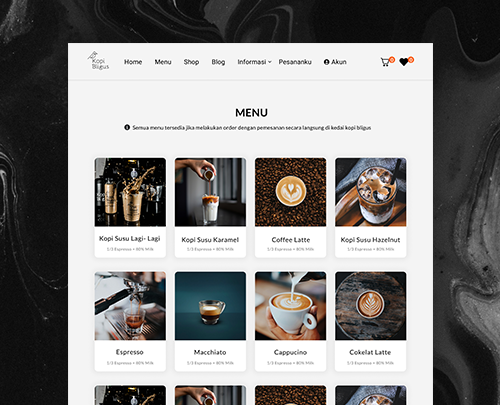 Kopi
Bligus
Home Menu Shop Blog Informasi Pesananku Akun
MENU
Semua menu tersedia jika melakukan order dengan pemesanan secara langsung di kedai kopi bligus
Kopi Susu Lagi- Lagi Kopi Susu Karamel Coffee Latte Kopi Susu Hazelnut
1/3 Espresso + 80% Milk 1/3 Espresso + 80% Milk 1/3 Espresso + 80% Milk 1/3 Espresso + 80% Milk
Espresso Macchiato Cappucino Cokelat Latte
1/3 Espresso + 80% Milk 1/3 Espresso + 80% Milk 1/3 Espresso + 80% Milk 1/3 Espresso + 80% Milk